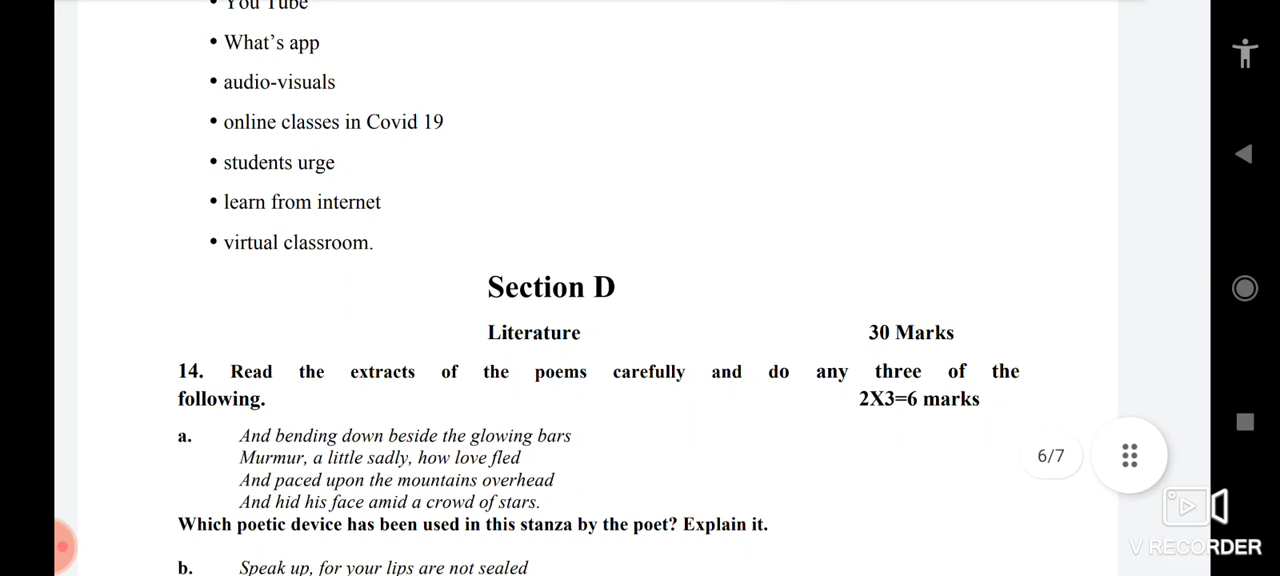 • You Tube
• What's app
• audio-visuals
• online classes in Covid 19
• students urge
• learn from internet
• virtual classroom.
Section D
Literature 30 Marks
14. Read the extracts of the poems carefully and do any three of the
following. 2X3=6 marks
a. And bending down beside the glowing bars
Murmur, a little sadly, how love fled
And paced upon the mountains overhead
And hid his face amid a crowd of stars.
Which poetic device has been used in this stanza by the poet? Explain it.
b. Speak up, for your lips are not sealed
6/7
V RECORDER